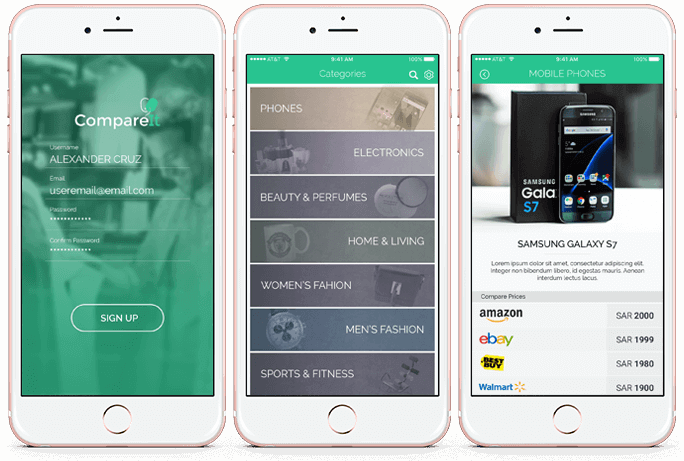 CompareIt
Username
ALEXANDER CRUZ
Email
useremail@email.com
Password
************
Confirm Password
************
SIGN UP
AT&T 9:41 AM 100%
Categories
PHONES
ELECTRONICS
BEAUTY & PERFUMES
HOME & LIVING
WOMEN'S FAHION
MEN'S FASHION
SPORTS & FITNESS
AT&T 9:41 AM 100%
MOBILE PHONES
SAMSUNG
Gala
S7
SAMSUNG
SAMSUNG GALAXY S7
Lorem ipsum dolor sit amet, consectetur adipiscing elit.
Integer non bibendum libero, id egestas mauris. Aenean
interdum lectus lacus.
Compare Prices
amazon SAR 2000
ebay SAR 1999
BEST BUY SAR 1980
Walmart SAR 1900